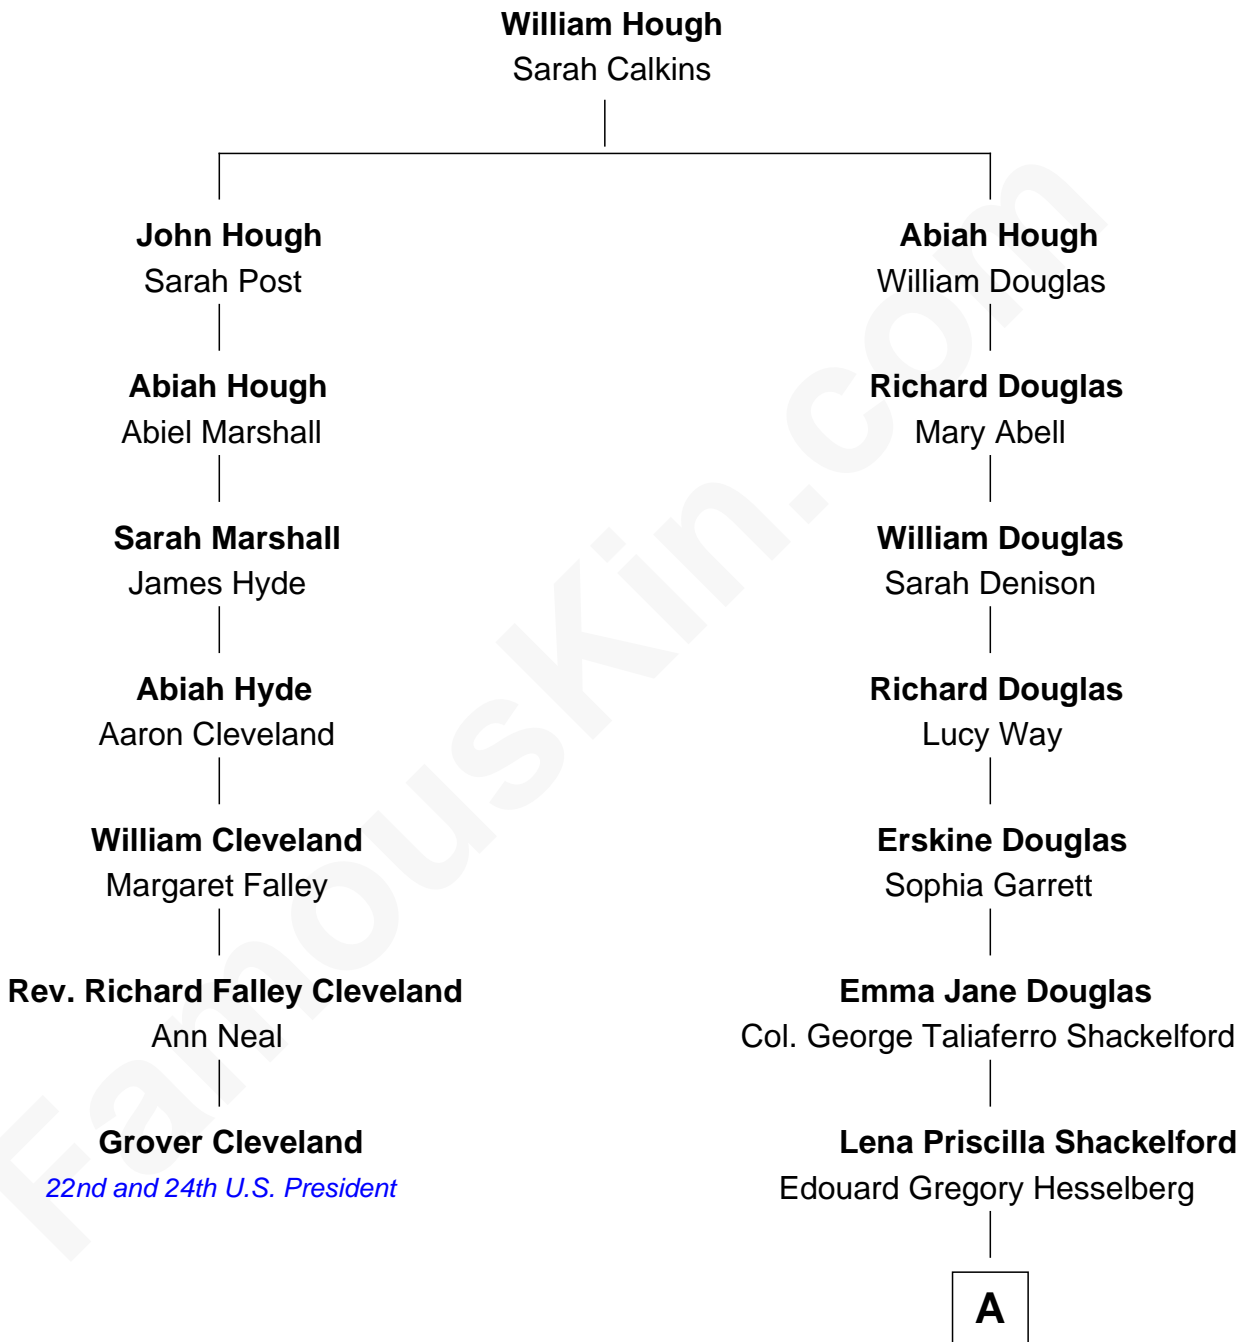 William Hough
Sarah Calkins
John Hough
Sarah Post
Abiah Hough
William Douglas
Abiah Hough
Abiel Marshall
Richard Douglas
Mary Abell
Sarah Marshall
James Hyde
William Douglas
Sarah Denison
Abiah Hyde
Aaron Cleveland
Richard Douglas
Lucy Way
William Cleveland
Margaret Falley
Erskine Douglas
Sophia Garrett
Rev. Richard Falley Cleveland
Ann Neal
Emma Jane Douglas
Col. George Taliaferro Shackelford
Grover Cleveland
22nd and 24th U.S. President
Lena Priscilla Shackelford
Edouard Gregory Hesselberg
A
FamousKin.com